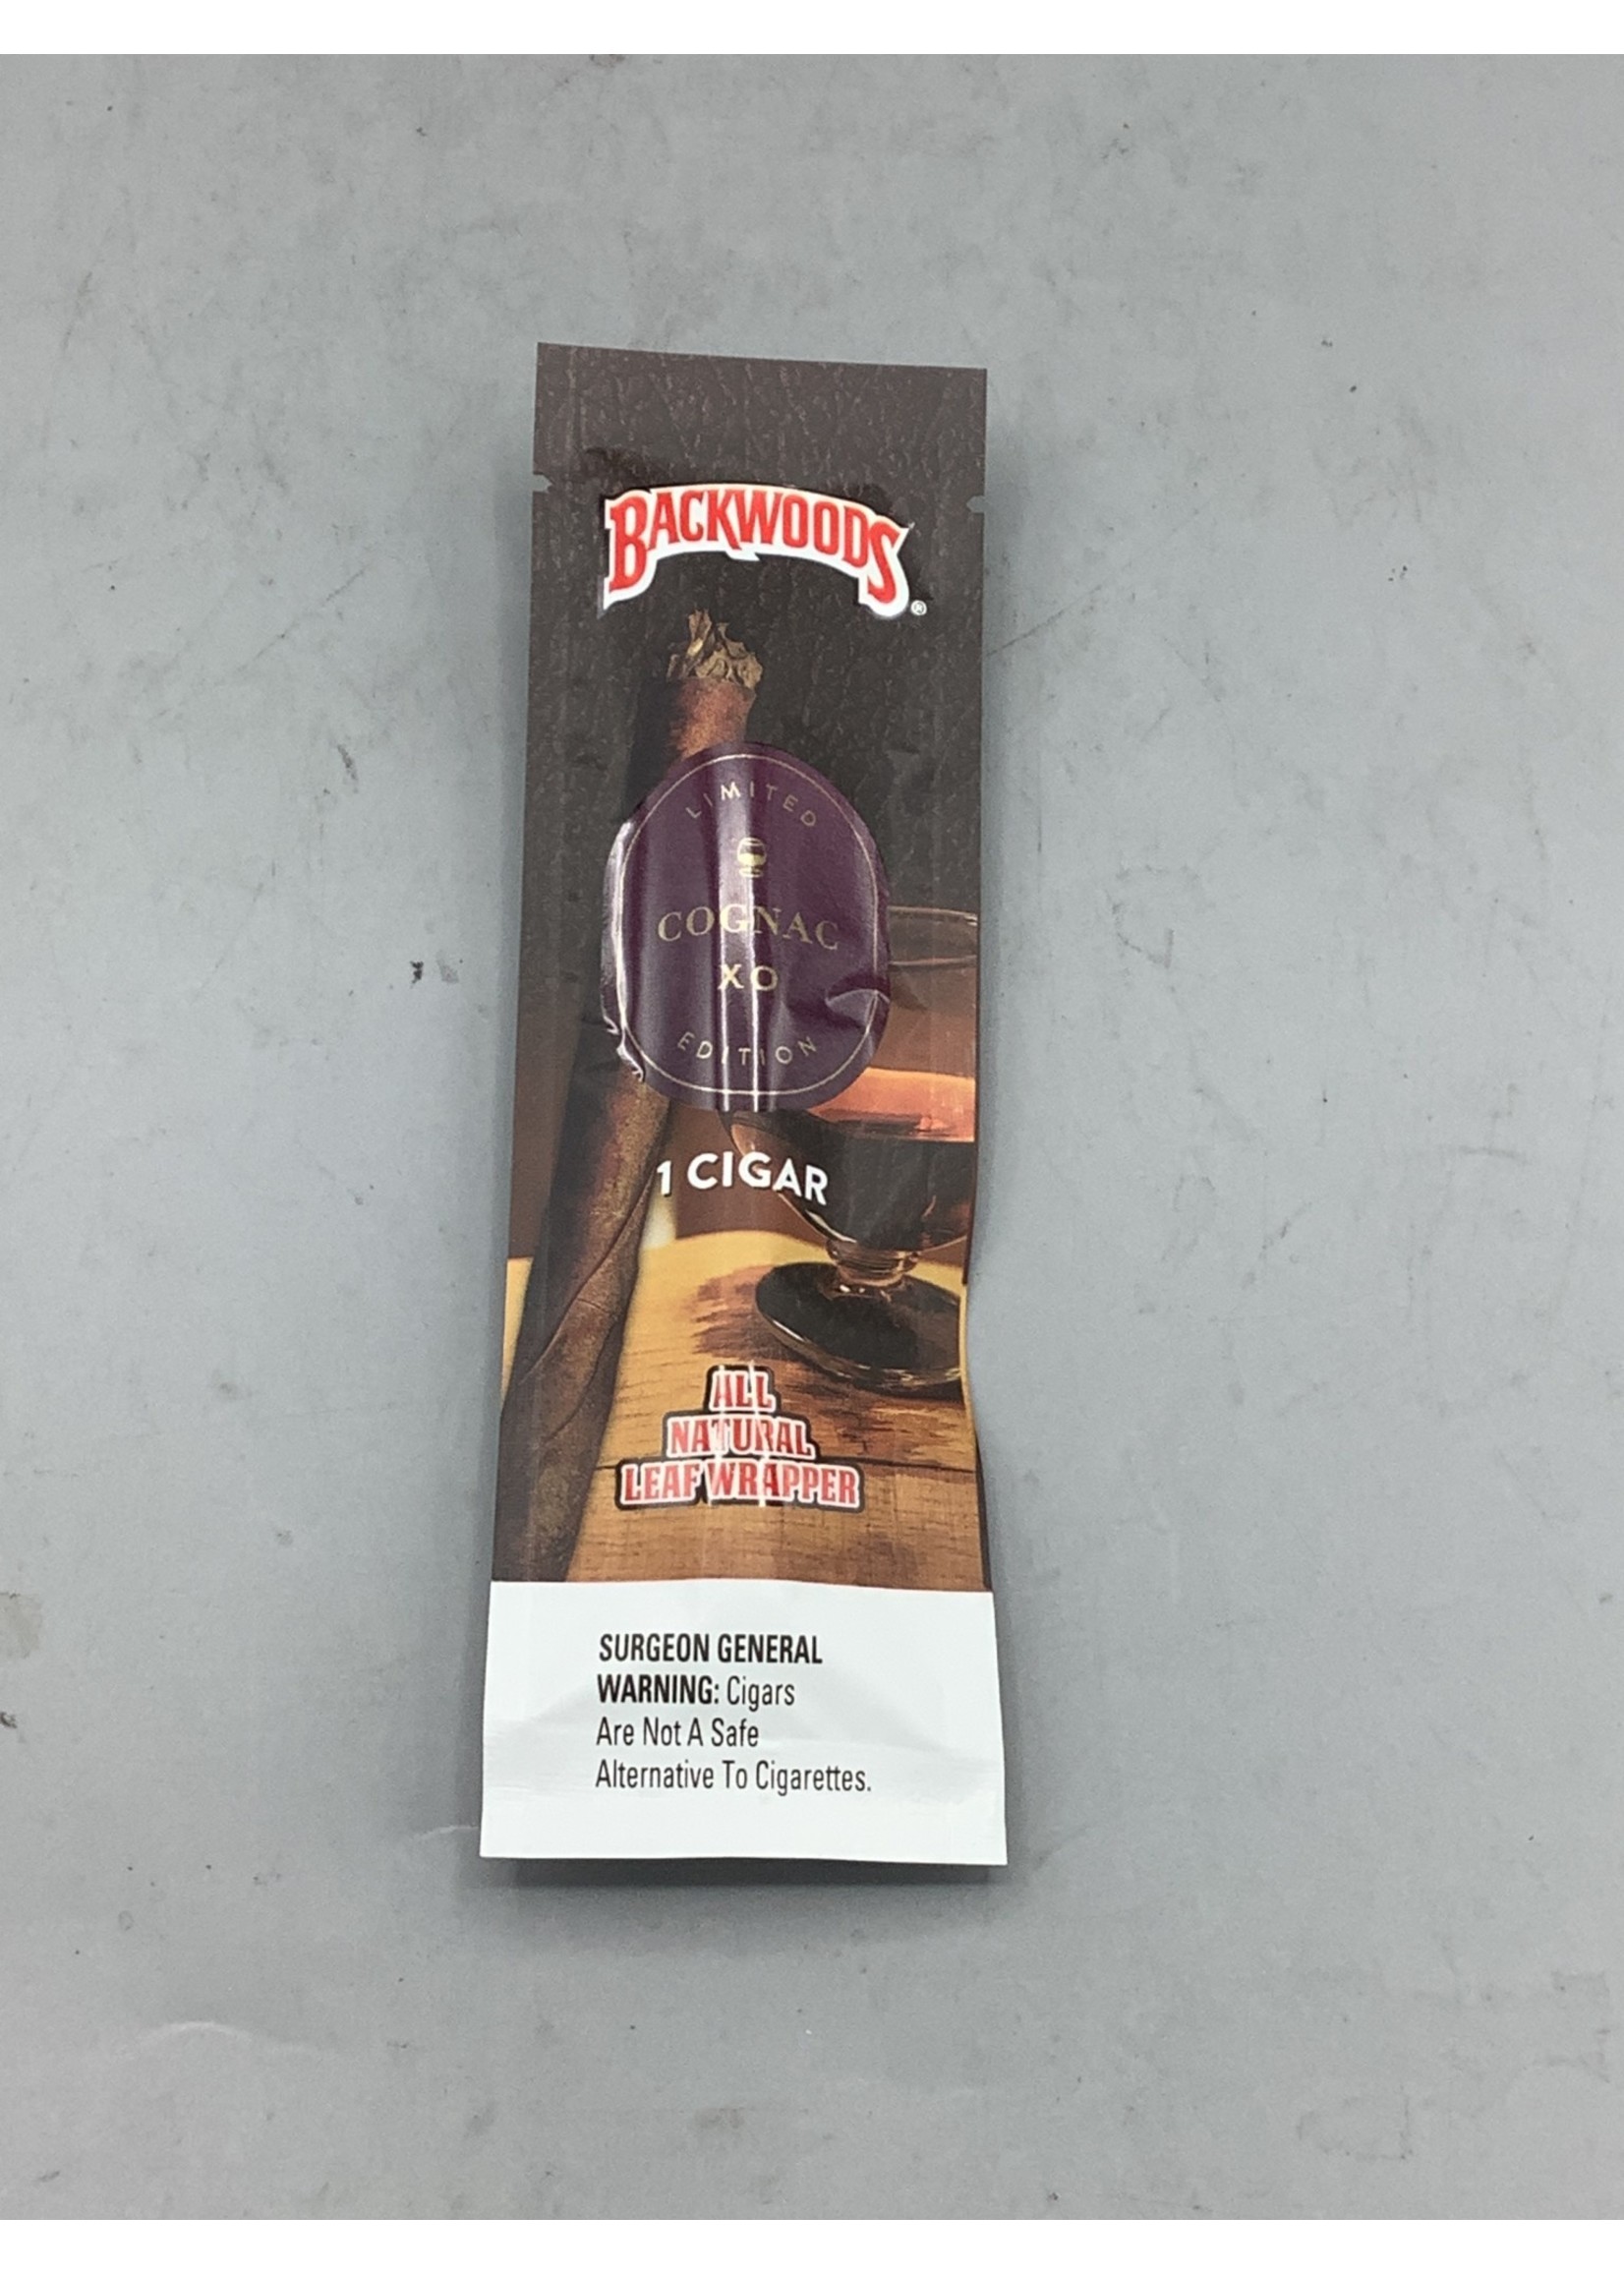 BACKWOODS®
LIMITED
COGNAC
XO
EDITION
1 CIGAR
ALL
NATURAL
LEAF WRAPPER
SURGEON GENERAL
WARNING: Cigars
Are Not A Safe
Alternative To Cigarettes.